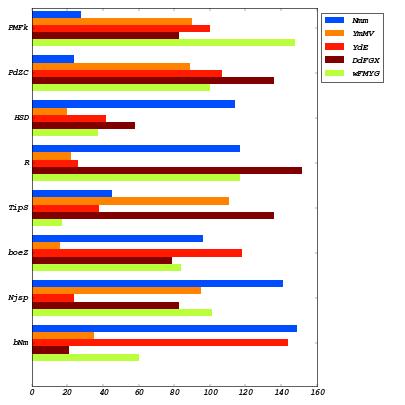 PMFk
PdZC
HSD
R
TipS
boeZ
Njsp
bNm
0 20 40 60 80 100 120 140 160
Nmm
YmMV
YdE
DdFGX
wFMYG